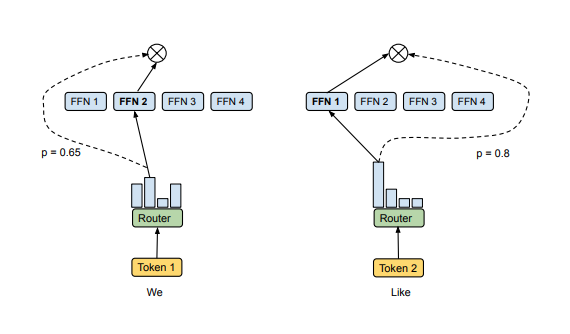 FFN 1 FFN 2 FFN 3 FFN 4
p = 0.65
Router
Token 1
We
FFN 1 FFN 2 FFN 3 FFN 4
p = 0.8
Router
Token 2
Like